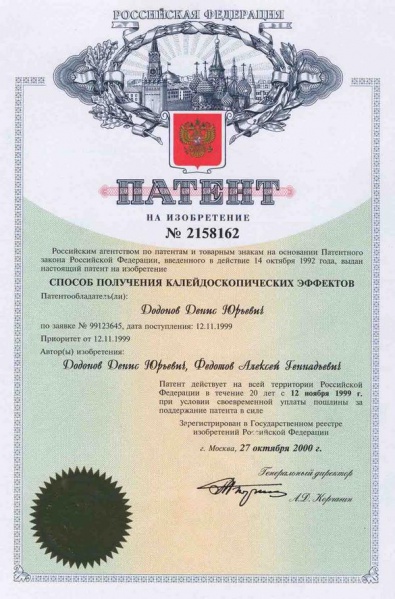 РОССИЙСКАЯ ФЕДЕРАЦИЯ
ПАТЕНТ
НА ИЗОБРЕТЕНИЕ
№ 2158162
Российским агентством по патентам и товарным знакам на основании Патентного
закона Российской Федерации, введенного в действие 14 октября 1992 года, выдан
настоящий патент на изобретение
СПОСОБ ПОЛУЧЕНИЯ КАЛЕЙДОСКОПИЧЕСКИХ ЭФФЕКТОВ
Патентообладатель(ли):
Додонов Денис Юрьевич
по заявке № 99123645, дата поступления: 12.11.1999
Приоритет от 12.11.1999
Автор(ы) изобретения:
Додонов Денис Юрьевич, Федотов Алексей Геннадьевич
Патент действует на всей территории Российской
Федерации в течение 20 лет с 12 ноября 1999 г.
при условии своевременной уплаты пошлины за
поддержание патента в силе
Зарегистрирован в Государственном реестре
изобретений Российской Федерации
г. Москва, 27 октября 2000 г.
Генеральный директор
А.Д. Корчагин